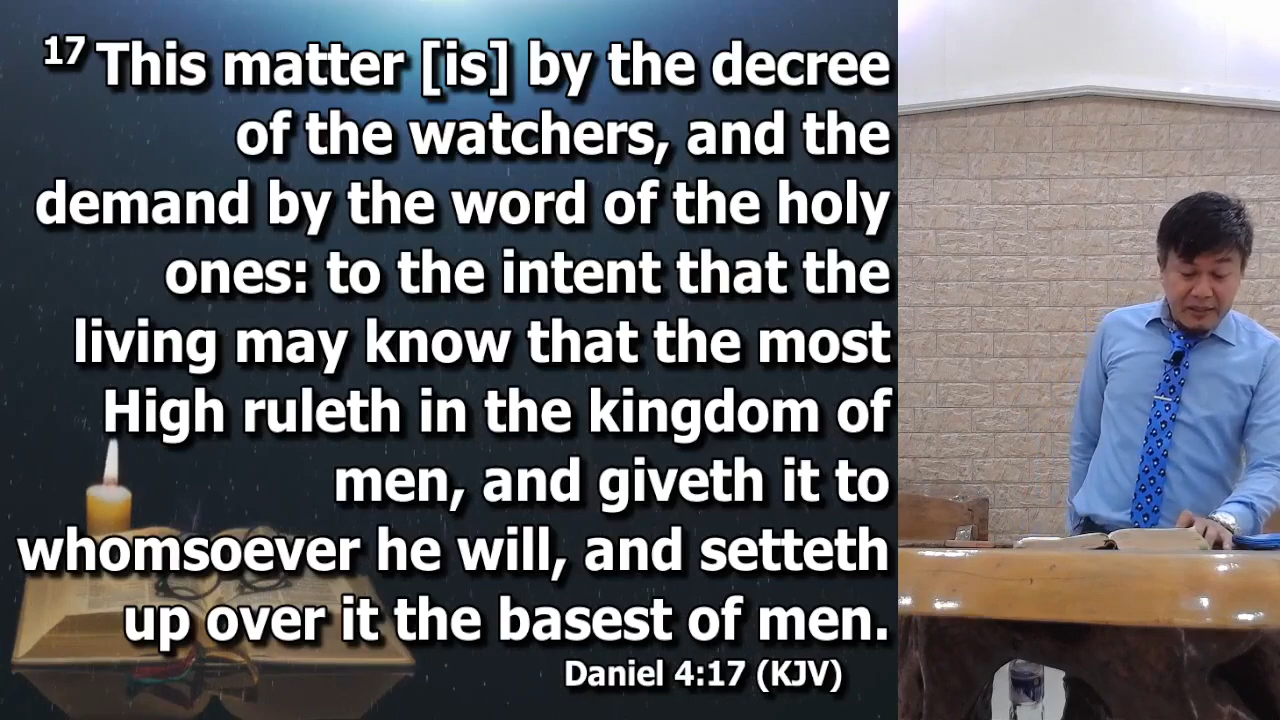 17 This matter [is] by the decree
of the watchers, and the
demand by the word of the holy
ones: to the intent that the
living may know that the most
High ruleth in the kingdom of
men, and giveth it to
whomsoever he will, and setteth
up over it the basest of men.
Daniel 4:17 (KJV)